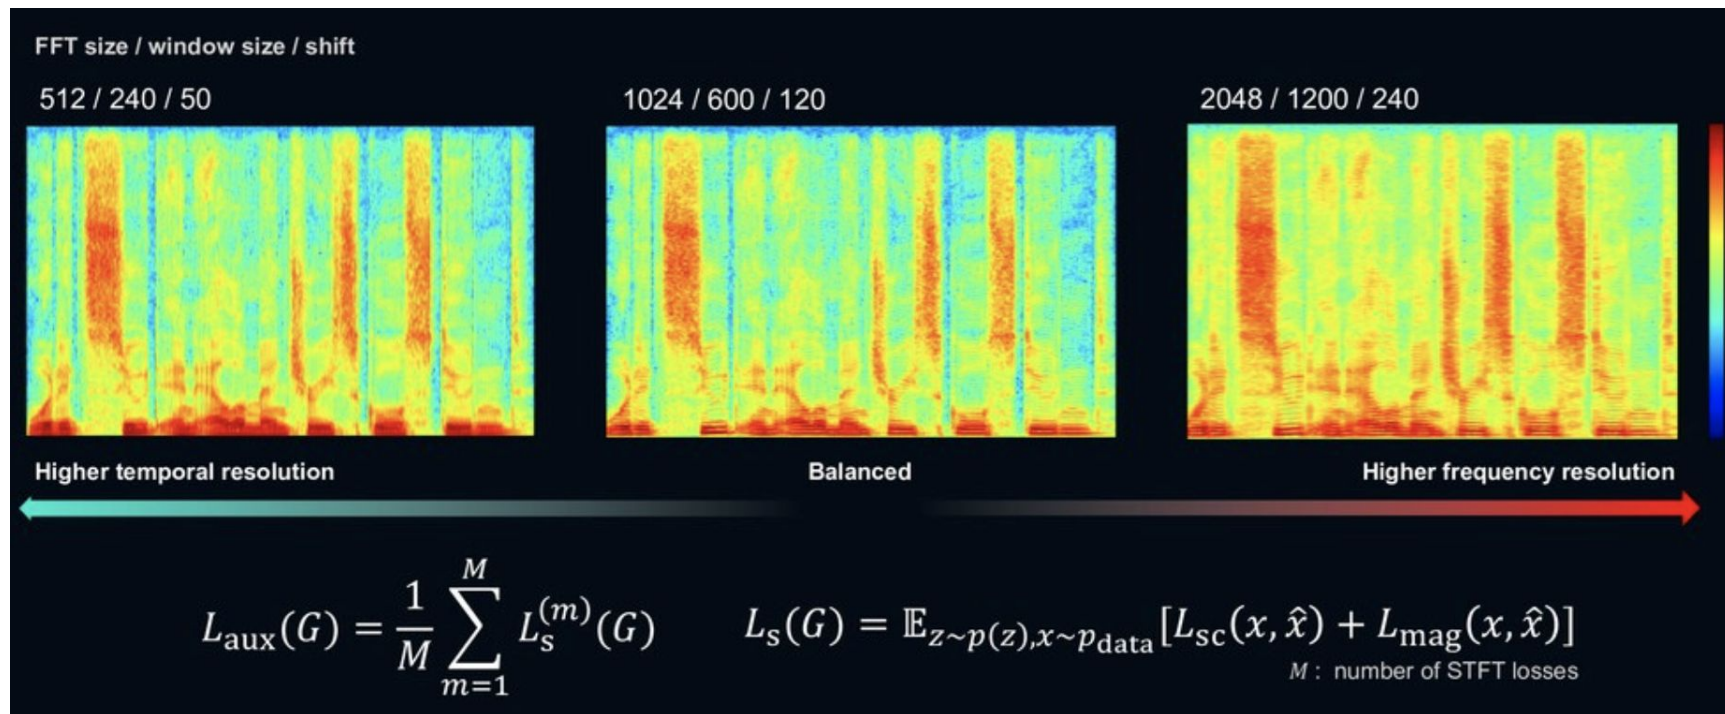 FFT size / window size / shift
512 / 240 / 50
1024 / 600 / 120
2048 / 1200 / 240
Higher temporal resolution
Balanced
Higher frequency resolution
L_aux(G) = 1/M ∑_{m=1}^{M} L_s^{(m)}(G)
L_s(G) = 𝔼_{z~p(z),x~p_data}[L_sc(x, x̂) + L_mag(x, x̂)]
M : number of STFT losses